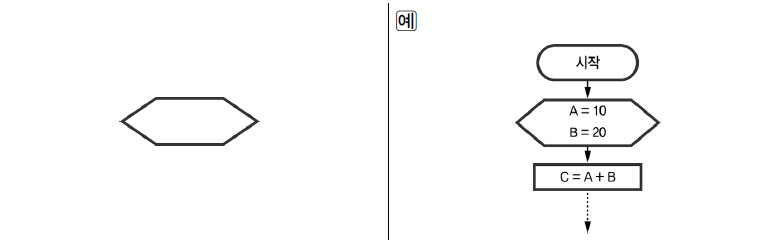 예
시작
A = 10
B = 20
C = A + B